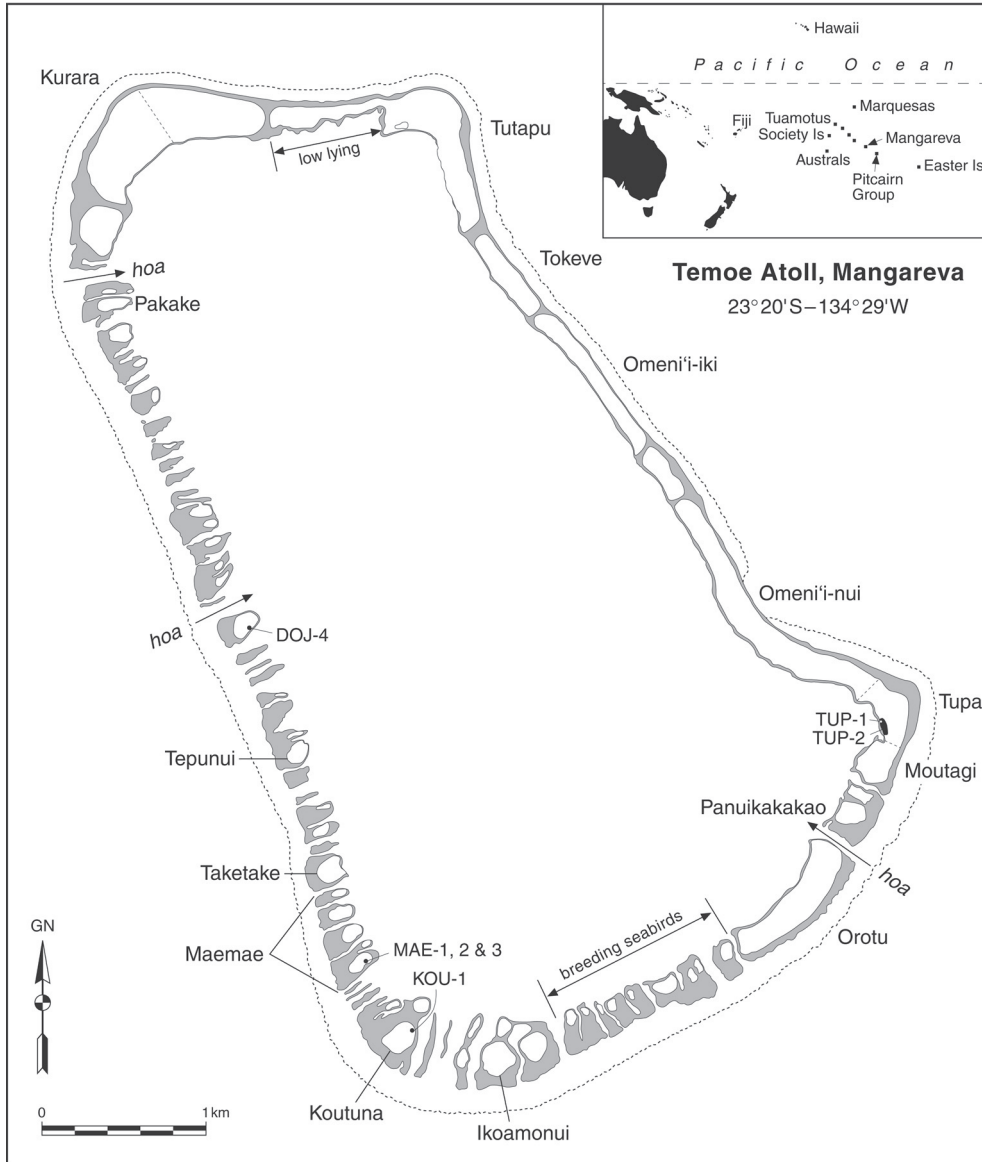 Hawaii
Pacific Ocean
Marquesas
Fiji
Tuamotus
Society Is
Mangareva
Australs
Pitcairn
Group
Easter Is
Temoe Atoll, Mangareva
23°20'S–134°29'W
Kurara
low lying
Tutapu
hoa
Pakake
Tokeve
Omeni‘i-iki
Omeni‘i-nui
hoa
DOJ-4
Tupa
TUP-1
TUP-2
Tepunui
Moutagi
Panuikakakao
hoa
Taketake
Orotu
breeding seabirds
Maemae
MAE-1, 2 & 3
KOU-1
GN
Koutuna
Ikoamonui
0 1 km